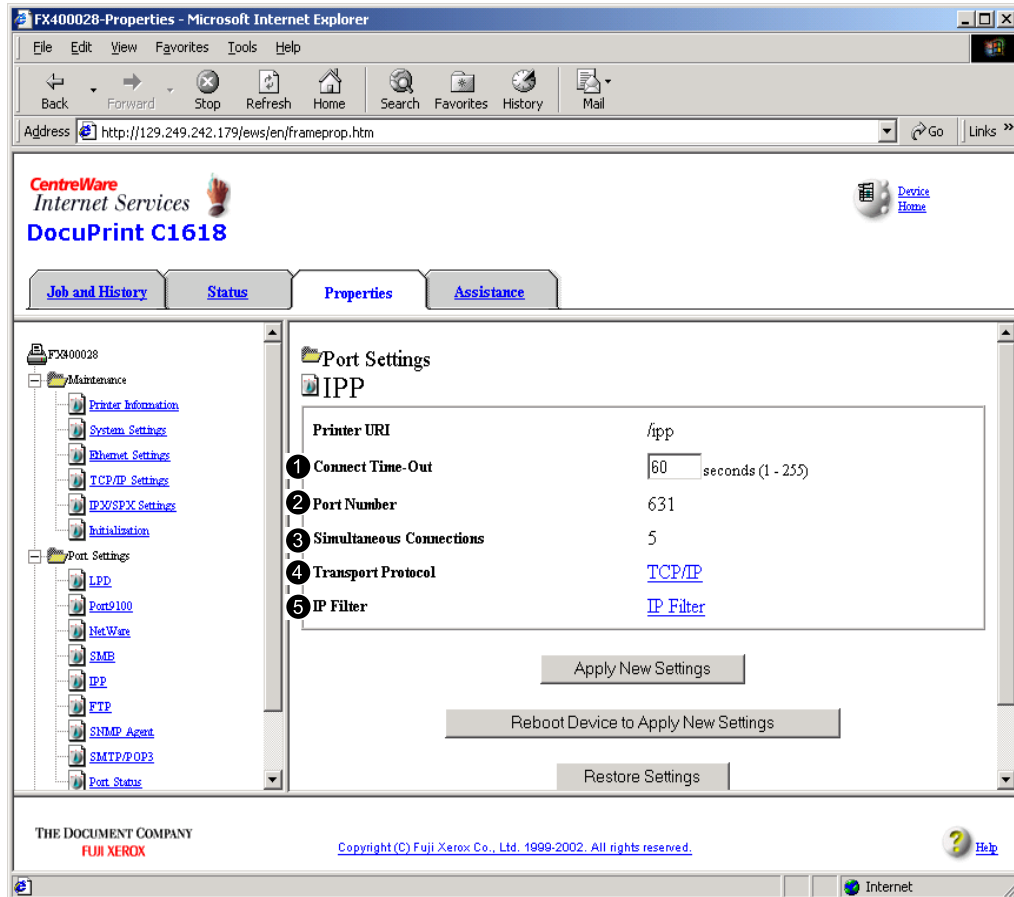 FX400028-Properties - Microsoft Internet Explorer
File Edit View Favorites Tools Help
Back Forward Stop Refresh Home Search Favorites History Mail
Address http://129.249.242.179/ews/en/frameprop.htm Go Links »
CentreWare
Internet Services
DocuPrint C1618
Device
Home
Job and History Status Properties Assistance
FX400028
Maintenance
Printer Information
System Settings
Ethernet Settings
TCP/IP Settings
IPX/SPX Settings
Initialization
Port Settings
LPD
Port9100
NetWare
SMB
IPP
FTP
SNMP Agent
SMTP/POP3
Port Status
Port Settings
IPP
Printer URI /ipp
1 Connect Time-Out 60 seconds (1 - 255)
2 Port Number 631
3 Simultaneous Connections 5
4 Transport Protocol TCP/IP
5 IP Filter IP Filter
Apply New Settings
Reboot Device to Apply New Settings
Restore Settings
THE DOCUMENT COMPANY
FUJI XEROX
Copyright (C) Fuji Xerox Co., Ltd. 1999-2002. All rights reserved.
Help
Internet